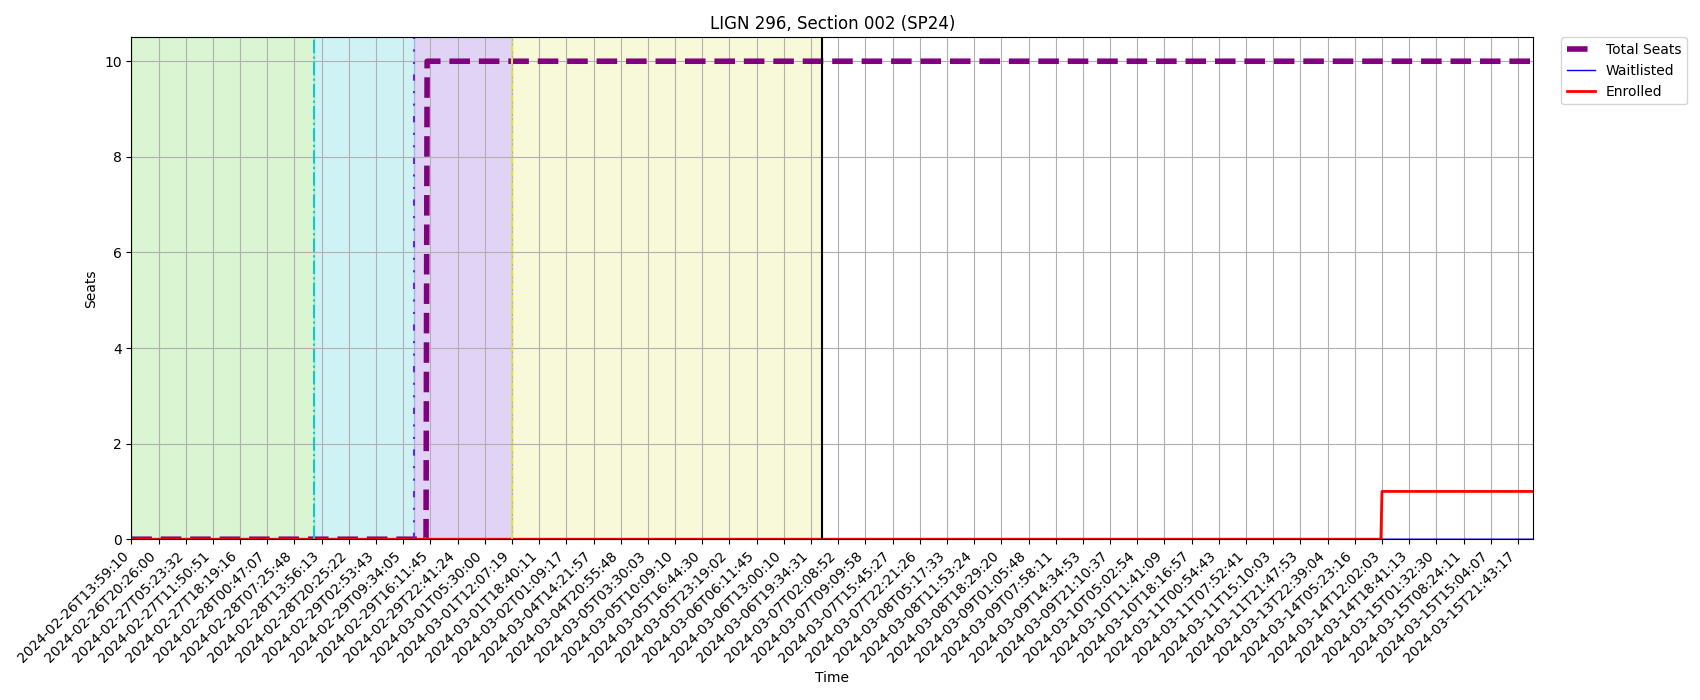 LIGN 296, Section 002 (SP24)
Total Seats
Waitlisted
Enrolled
Seats
10
8
6
4
2
0
2024-02-26T13:59:10
2024-02-26T20:26:00
2024-02-27T05:23:32
2024-02-27T11:50:51
2024-02-27T18:19:16
2024-02-28T00:47:07
2024-02-28T07:25:48
2024-02-28T13:56:13
2024-02-28T20:25:22
2024-02-29T02:53:43
2024-02-29T09:34:05
2024-02-29T16:11:45
2024-02-29T22:41:24
2024-03-01T05:30:00
2024-03-01T12:07:19
2024-03-01T18:40:11
2024-03-02T01:09:17
2024-03-04T14:21:57
2024-03-04T20:55:48
2024-03-05T03:30:03
2024-03-05T10:09:10
2024-03-05T16:44:30
2024-03-05T23:19:02
2024-03-06T06:11:45
2024-03-06T13:00:10
2024-03-06T19:34:31
2024-03-07T02:08:52
2024-03-07T09:09:58
2024-03-07T15:45:27
2024-03-07T22:21:26
2024-03-08T05:17:33
2024-03-08T11:53:24
2024-03-08T18:29:20
2024-03-09T01:05:48
2024-03-09T07:58:11
2024-03-09T14:34:53
2024-03-09T21:10:37
2024-03-10T05:02:54
2024-03-10T11:41:09
2024-03-10T18:16:57
2024-03-11T00:54:43
2024-03-11T07:52:41
2024-03-11T15:10:03
2024-03-11T21:47:53
2024-03-13T22:39:04
2024-03-14T05:23:16
2024-03-14T12:02:03
2024-03-14T18:41:13
2024-03-15T01:32:30
2024-03-15T08:24:11
2024-03-15T15:04:07
2024-03-15T21:43:17
Time